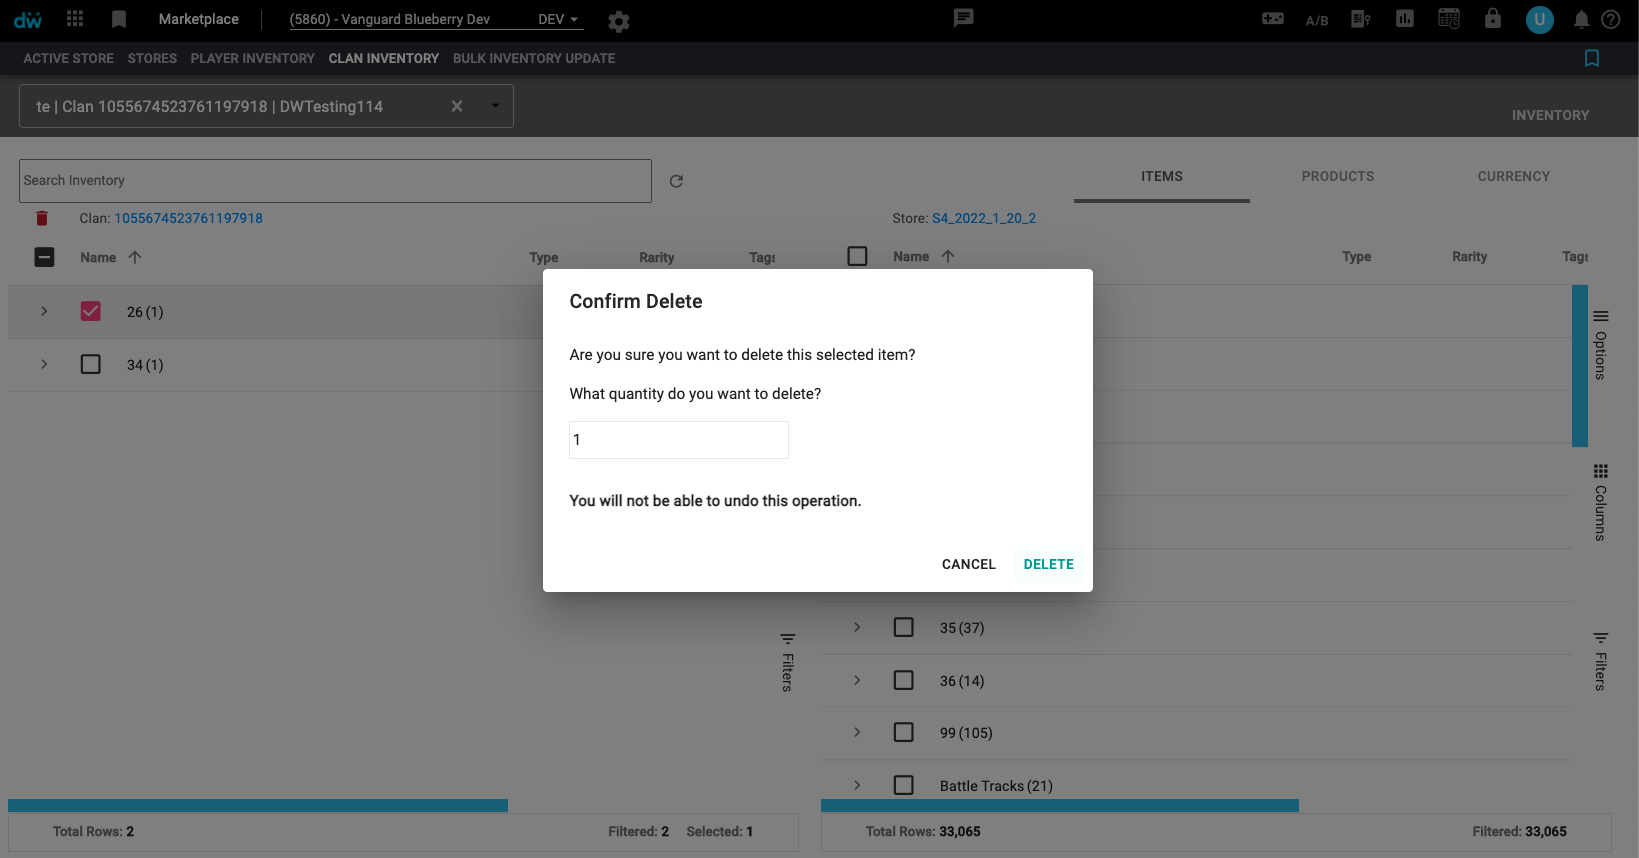 dw Marketplace (5860) - Vanguard Blueberry Dev DEV A/B U
ACTIVE STORE STORES PLAYER INVENTORY CLAN INVENTORY BULK INVENTORY UPDATE
te | Clan 1055674523761197918 | DWTesting114
INVENTORY
Search Inventory
ITEMS PRODUCTS CURRENCY
Clan: 1055674523761197918
Store: S4_2022_1_20_2
Name Type Rarity Tags
Name Type Rarity Tags
26 (1)
34 (1)
Confirm Delete
Are you sure you want to delete this selected item?
What quantity do you want to delete?
1
You will not be able to undo this operation.
CANCEL DELETE
Options
Columns
Filters
Filters
35 (37)
36 (14)
99 (105)
Battle Tracks (21)
Total Rows: 2 Filtered: 2 Selected: 1
Total Rows: 33,065 Filtered: 33,065